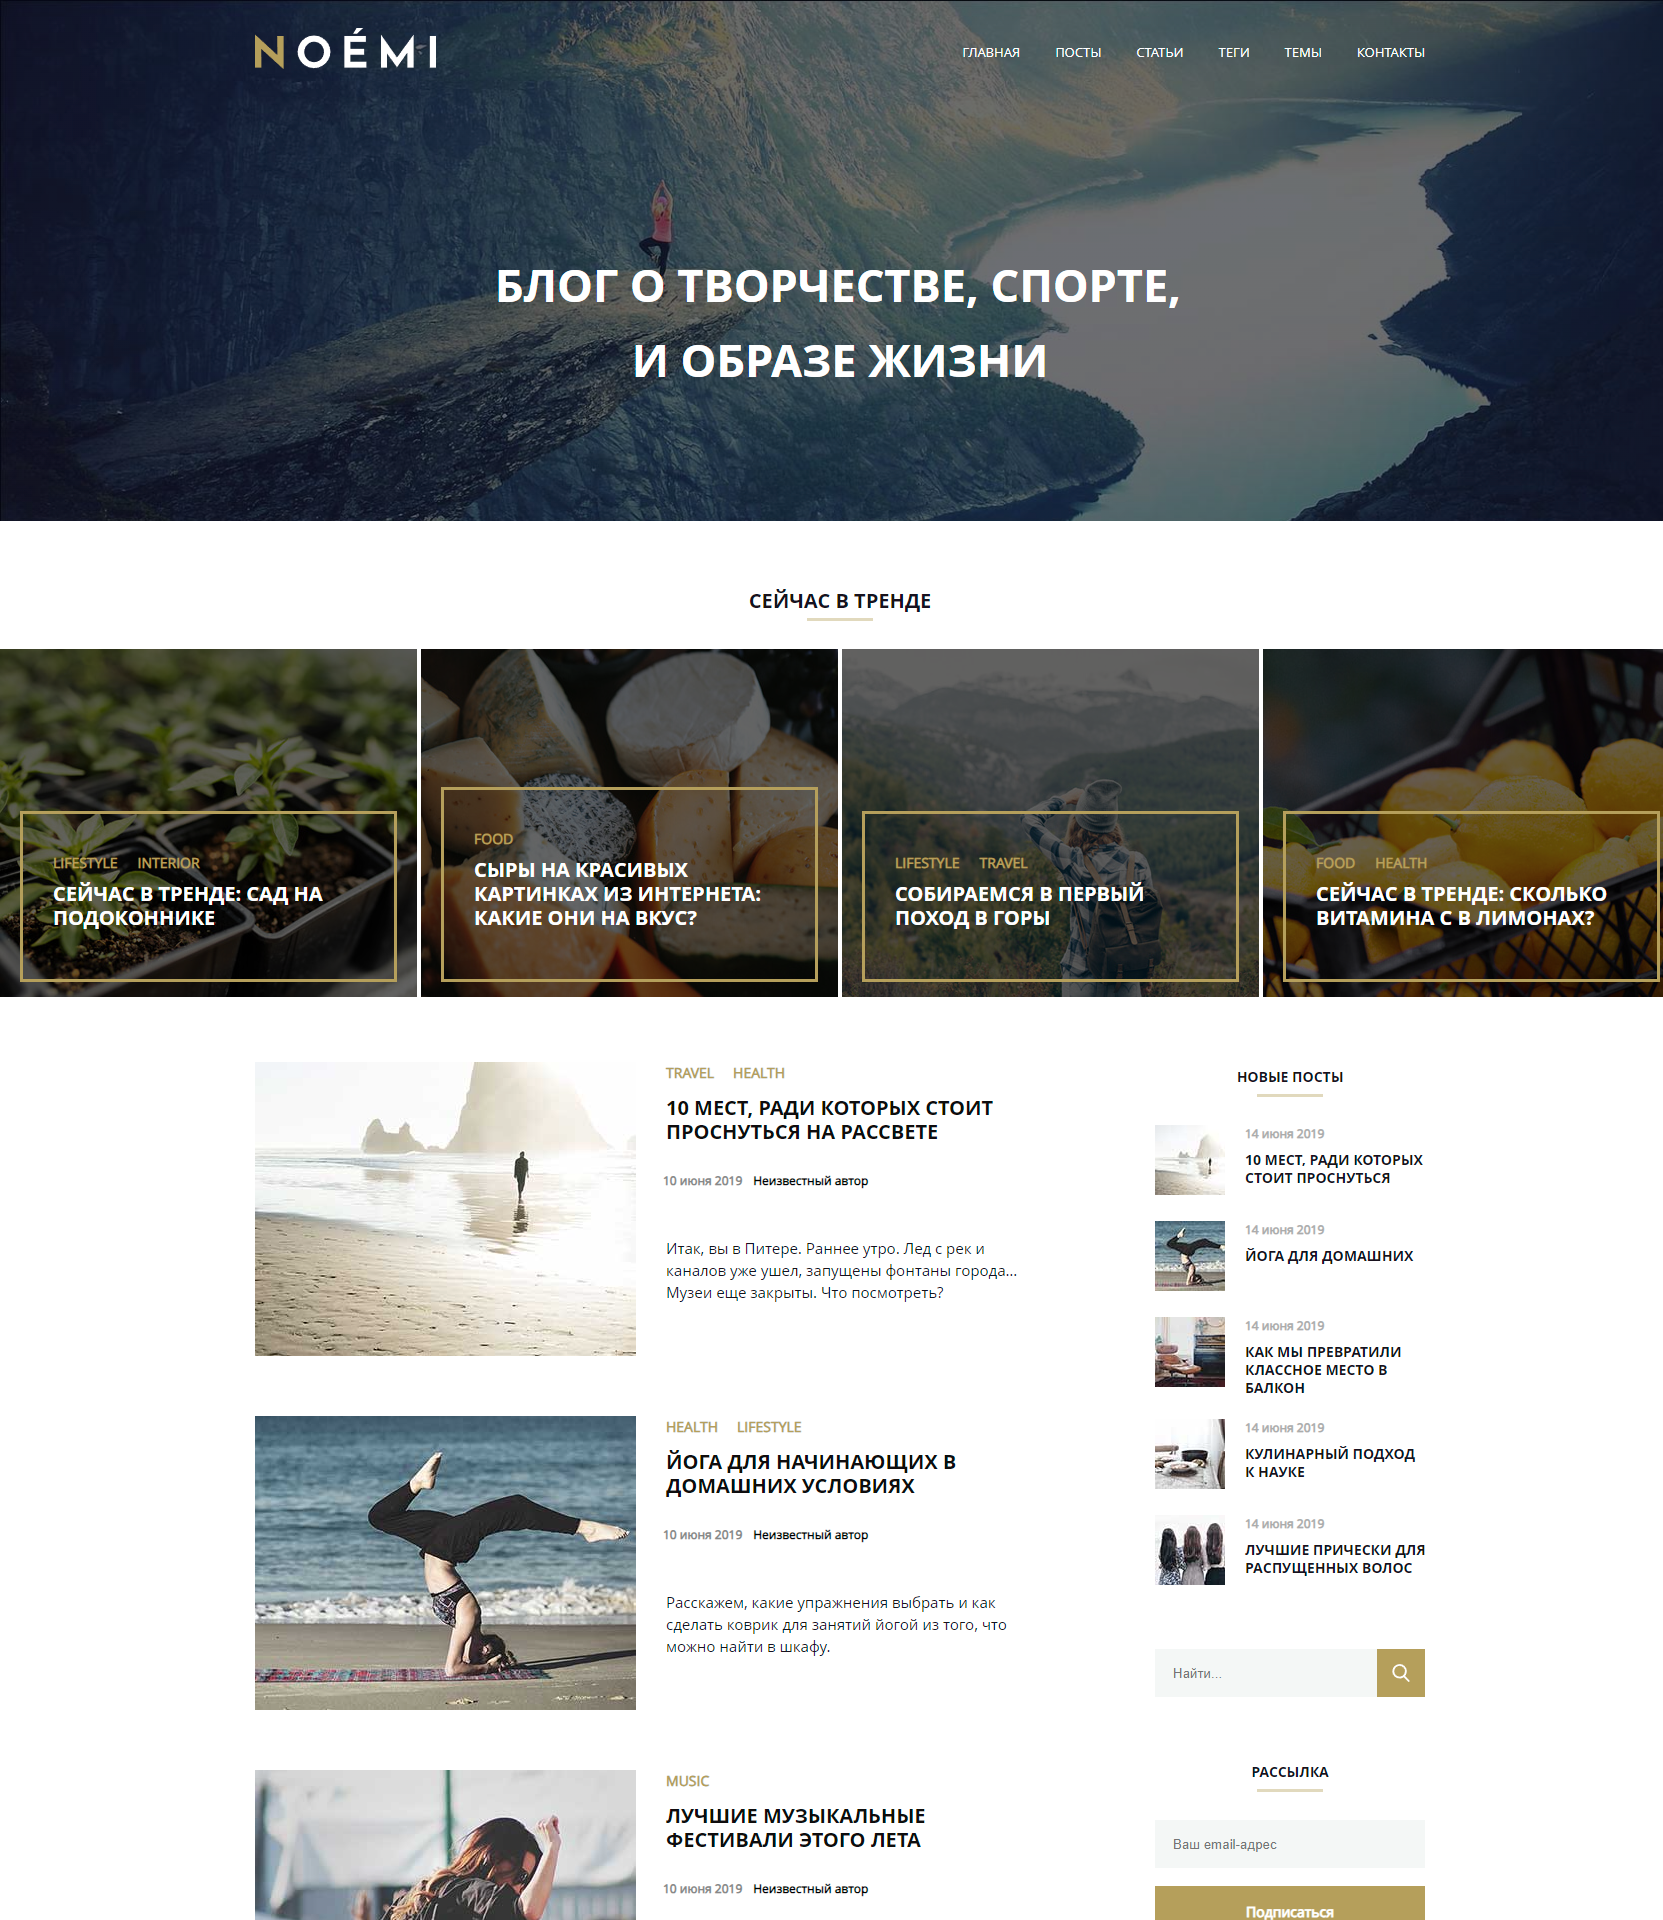 NOÉMI
ГЛАВНАЯ ПОСТЫ СТАТЬИ ТЕГИ ТЕМЫ КОНТАКТЫ
БЛОГ О ТВОРЧЕСТВЕ, СПОРТЕ,
И ОБРАЗЕ ЖИЗНИ
СЕЙЧАС В ТРЕНДЕ
LIFESTYLE INTERIOR
СЕЙЧАС В ТРЕНДЕ: САД НА
ПОДОКОННИКЕ
FOOD
СЫРЫ НА КРАСИВЫХ
КАРТИНКАХ ИЗ ИНТЕРНЕТА:
КАКИЕ ОНИ НА ВКУС?
LIFESTYLE TRAVEL
СОБИРАЕМСЯ В ПЕРВЫЙ
ПОХОД В ГОРЫ
FOOD HEALTH
СЕЙЧАС В ТРЕНДЕ: СКОЛЬКО
ВИТАМИНА С В ЛИМОНАХ?
TRAVEL HEALTH
10 МЕСТ, РАДИ КОТОРЫХ СТОИТ
ПРОСНУТЬСЯ НА РАССВЕТЕ
10 июня 2019 Неизвестный автор
Итак, вы в Питере. Раннее утро. Лед с рек и
каналов уже ушел, запущены фонтаны города...
Музеи еще закрыты. Что посмотреть?
HEALTH LIFESTYLE
ЙОГА ДЛЯ НАЧИНАЮЩИХ В
ДОМАШНИХ УСЛОВИЯХ
10 июня 2019 Неизвестный автор
Расскажем, какие упражнения выбрать и как
сделать коврик для занятий йогой из того, что
можно найти в шкафу.
MUSIC
ЛУЧШИЕ МУЗЫКАЛЬНЫЕ
ФЕСТИВАЛИ ЭТОГО ЛЕТА
10 июня 2019 Неизвестный автор
НОВЫЕ ПОСТЫ
14 июня 2019
10 МЕСТ, РАДИ КОТОРЫХ
СТОИТ ПРОСНУТЬСЯ
14 июня 2019
ЙОГА ДЛЯ ДОМАШНИХ
14 июня 2019
КАК МЫ ПРЕВРАТИЛИ
КЛАССНОЕ МЕСТО В
БАЛКОН
14 июня 2019
КУЛИНАРНЫЙ ПОДХОД
К НАУКЕ
14 июня 2019
ЛУЧШИЕ ПРИЧЕСКИ ДЛЯ
РАСПУЩЕННЫХ ВОЛОС
Найти...
РАССЫЛКА
Ваш email-адрес
Подписаться